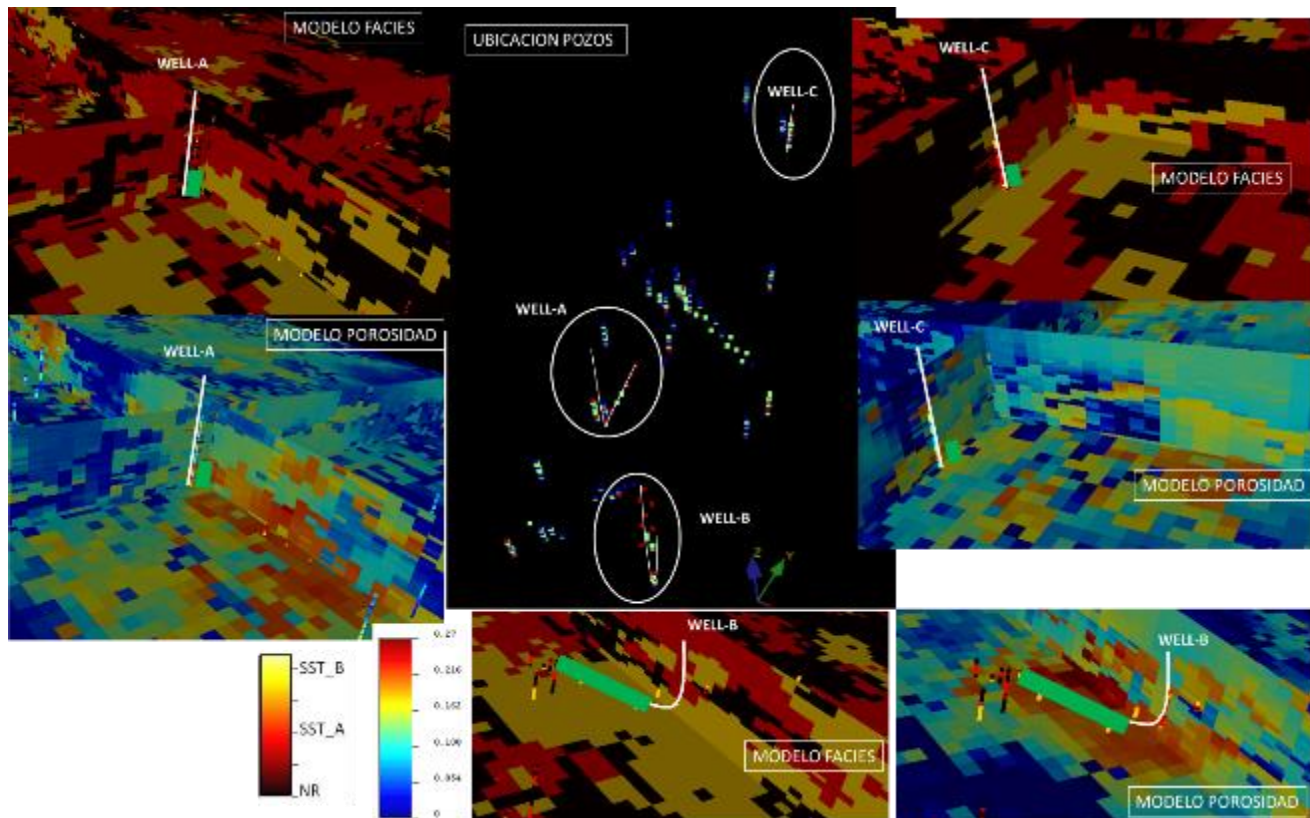 MODELO FACIES
WELL-A
UBICACION POZOS
WELL-C
WELL-C
MODELO FACIES
WELL-A
MODELO POROSIDAD
WELL-A
WELL-C
MODELO POROSIDAD
WELL-B
Z
Y
SST_B
SST_A
NR
0.27
0.216
0.162
0.108
0.054
0
WELL-B
MODELO FACIES
WELL-B
MODELO POROSIDAD